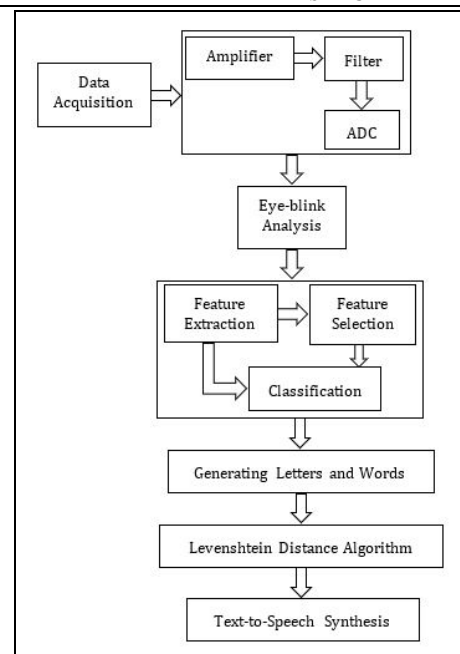 Data
Acquisition
Amplifier
Filter
ADC
Eye-blink
Analysis
Feature
Extraction
Feature
Selection
Classification
Generating Letters and Words
Levenshtein Distance Algorithm
Text-to-Speech Synthesis